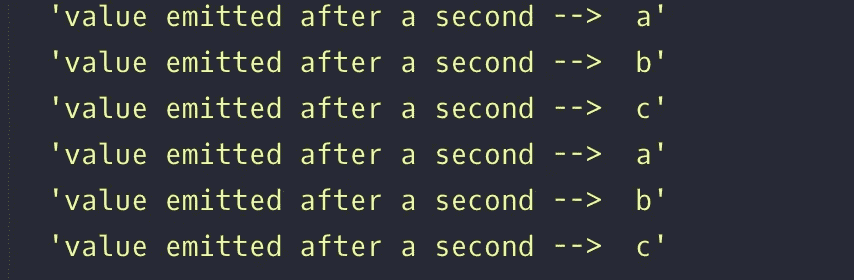 'value emitted after a second -->  a'
'value emitted after a second -->  b'
'value emitted after a second -->  c'
'value emitted after a second -->  a'
'value emitted after a second -->  b'
'value emitted after a second -->  c'